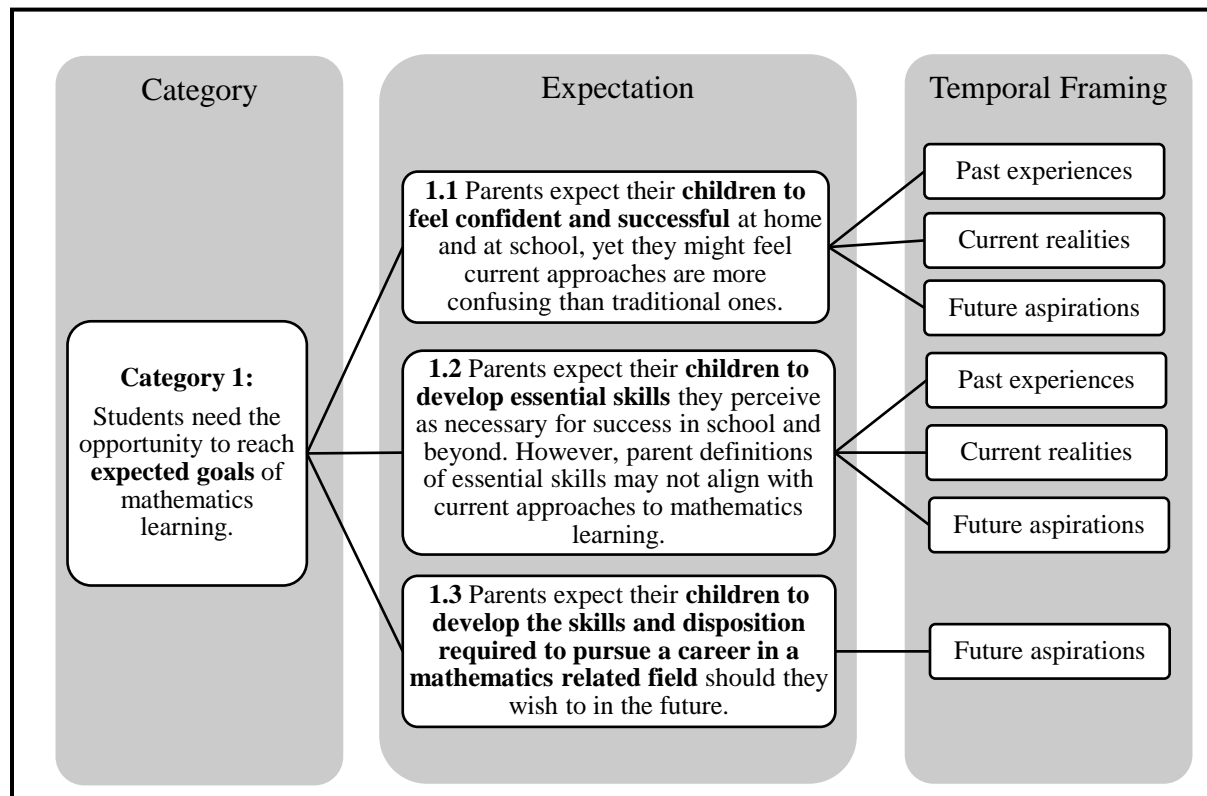 Category
Expectation
Temporal Framing
Category 1:
Students need the
opportunity to reach
expected goals of
mathematics
learning.
1.1 Parents expect their children to
feel confident and successful at home
and at school, yet they might feel
current approaches are more
confusing than traditional ones.
1.2 Parents expect their children to
develop essential skills they perceive
as necessary for success in school and
beyond. However, parent definitions
of essential skills may not align with
current approaches to mathematics
learning.
1.3 Parents expect their children to
develop the skills and disposition
required to pursue a career in a
mathematics related field should they
wish to in the future.
Past experiences
Current realities
Future aspirations
Past experiences
Current realities
Future aspirations
Future aspirations